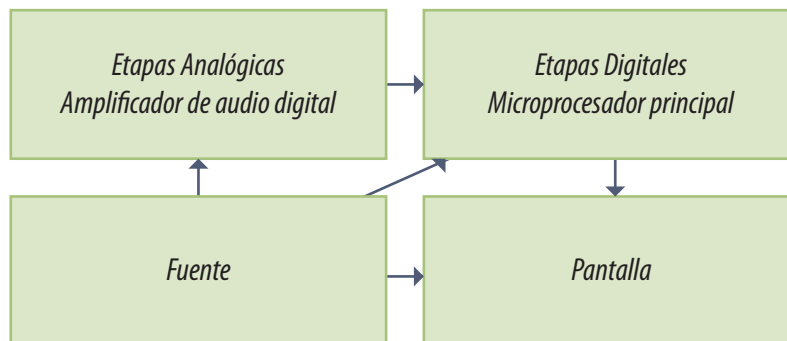 Etapas Analógicas
Amplificador de audio digital
Etapas Digitales
Microprocesador principal
Fuente
Pantalla